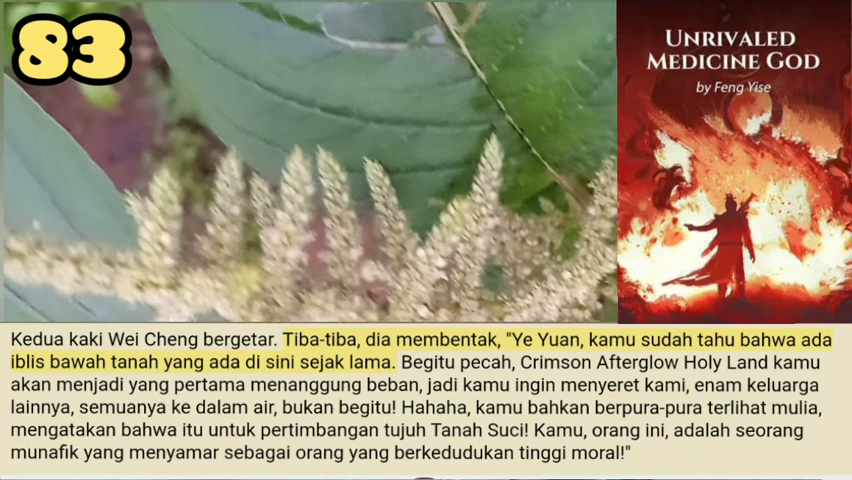 83
UNRIVALED
MEDICINE GOD
by Feng Yise
Kedua kaki Wei Cheng bergetar. Tiba-tiba, dia membentak, "Ye Yuan, kamu sudah tahu bahwa ada
iblis bawah tanah yang ada di sini sejak lama. Begitu pecah, Crimson Afterglow Holy Land kamu
akan menjadi yang pertama menanggung beban, jadi kamu ingin menyeret kami, enam keluarga
lainnya, semuanya ke dalam air, bukan begitu! Hahaha, kamu bahkan berpura-pura terlihat mulia,
mengatakan bahwa itu untuk pertimbangan tujuh Tanah Suci! Kamu, orang ini, adalah seorang
munafik yang menyamar sebagai orang yang berkedudukan tinggi moral!"